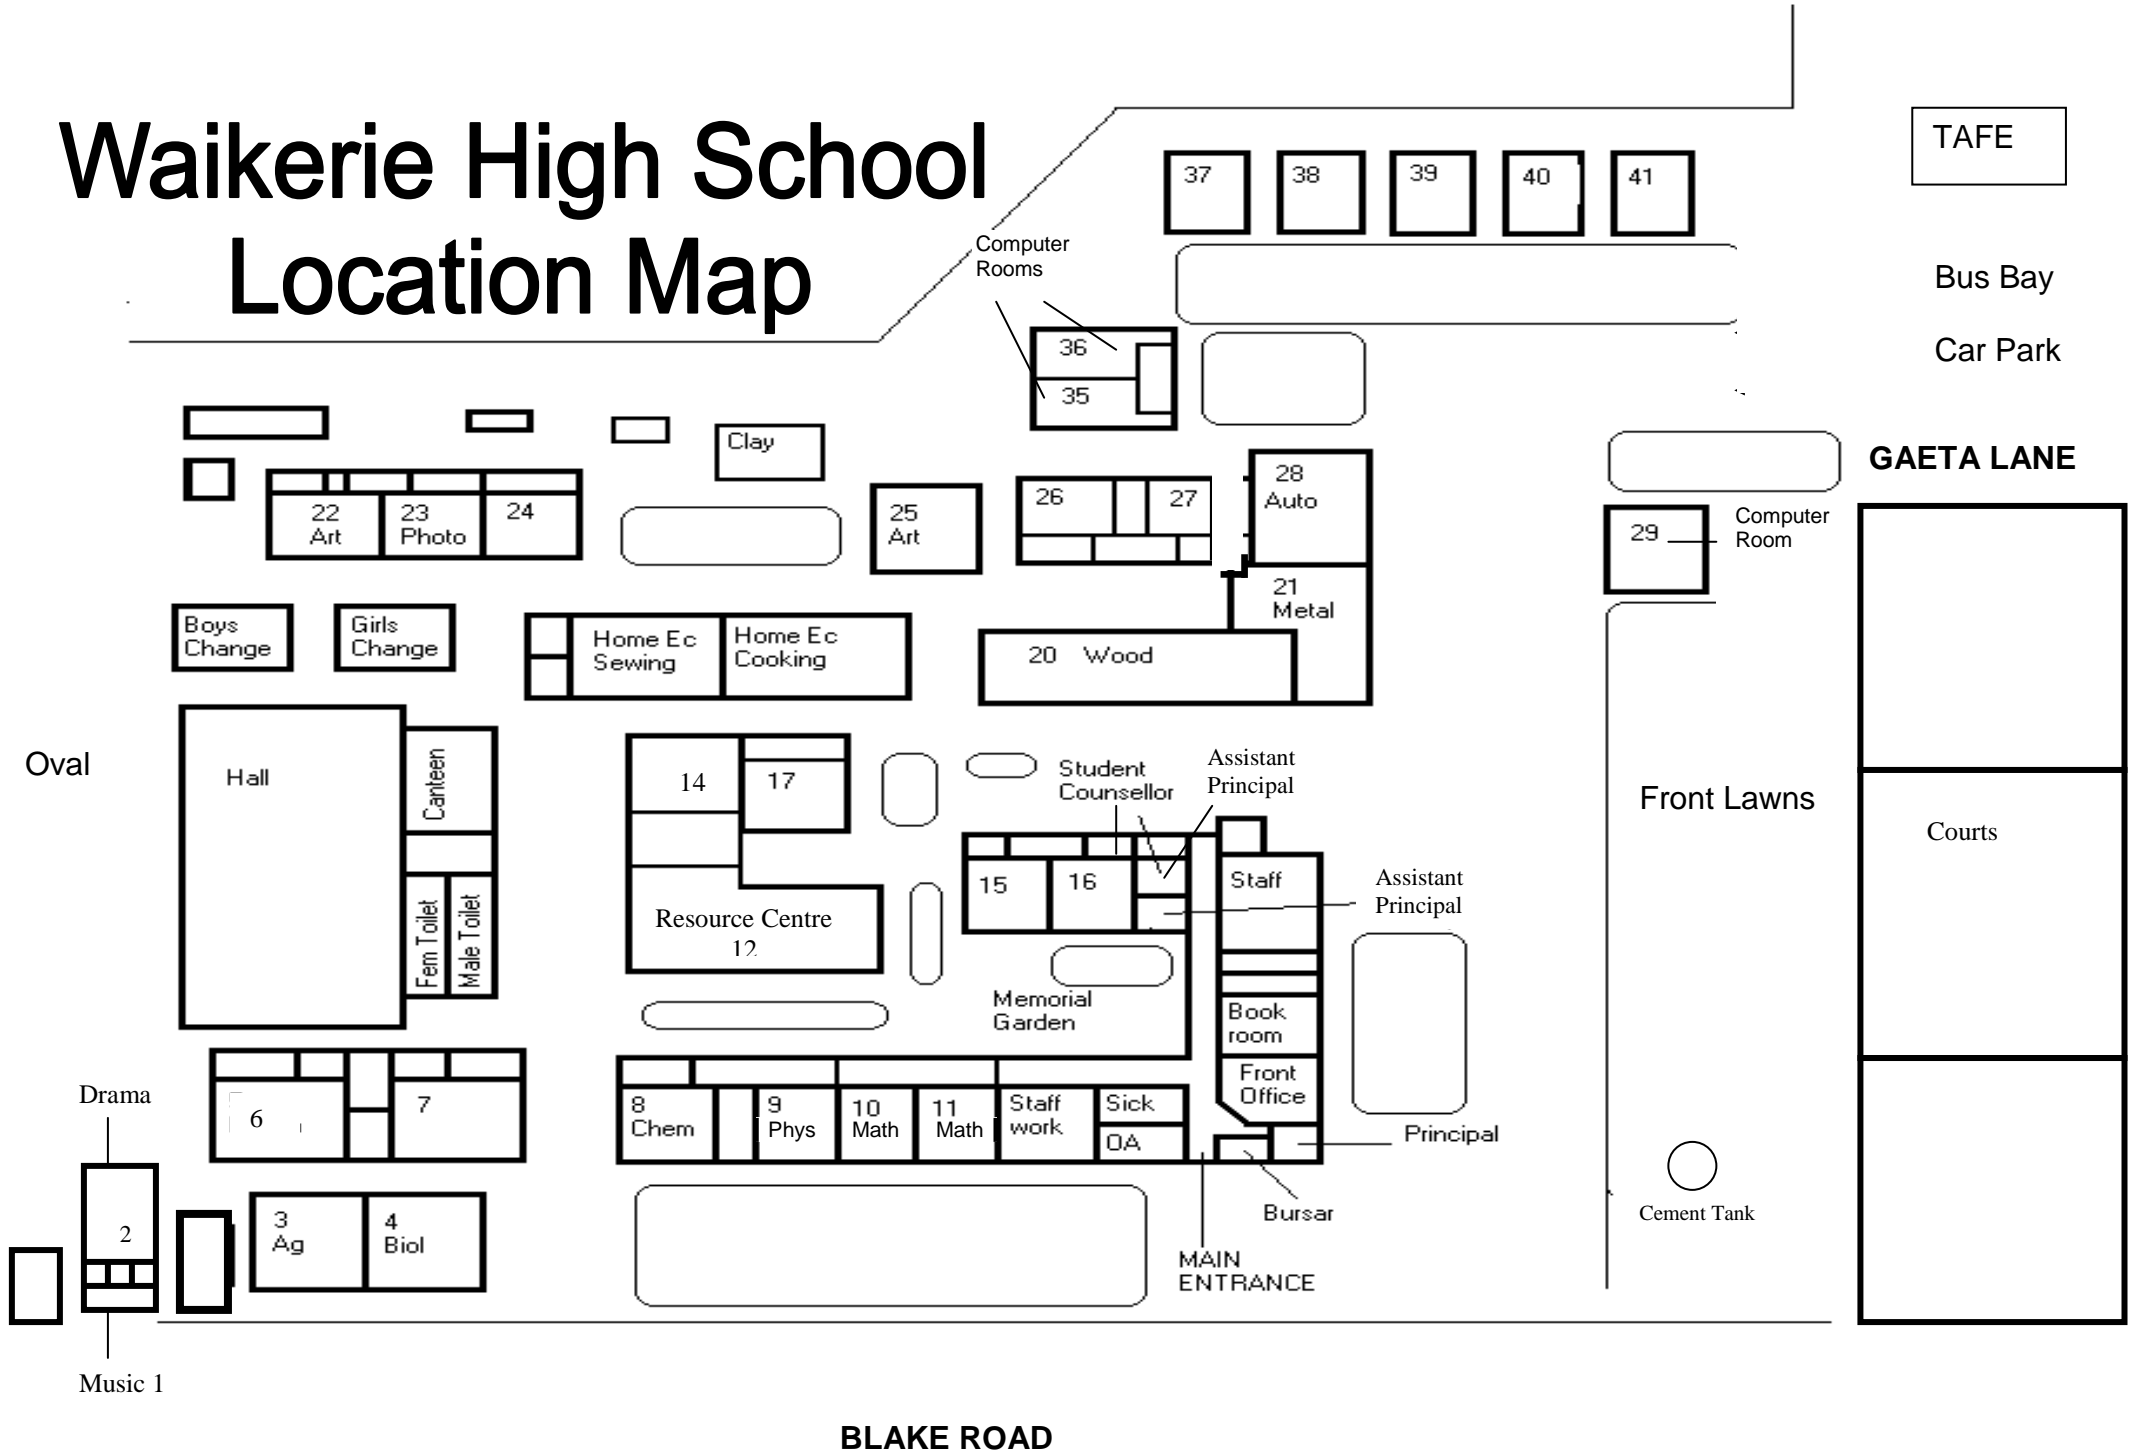 Waikerie High School
Location Map
TAFE
37
38
39
40
41
Computer
Rooms
Bus Bay
Car Park
36
35
Clay
GAETA LANE
22
Art
23
Photo
24
25
Art
26
27
28
Auto
29
Computer
Room
21
Metal
Boys
Change
Girls
Change
Home Ec
Sewing
Home Ec
Cooking
20 Wood
Oval
Hall
Canteen
14
17
Student
Counsellor
Assistant
Principal
Front Lawns
Courts
15
16
Staff
Assistant
Principal
Fem Toilet
Male Toilet
Resource Centre
12
Memorial
Garden
Book
room
Front
Office
Drama
6
7
8
Chem
9
Phys
10
Math
11
Math
Staff
work
Sick
OA
Principal
2
3
Ag
4
Biol
Bursar
Cement Tank
MAIN
ENTRANCE
Music 1
BLAKE ROAD